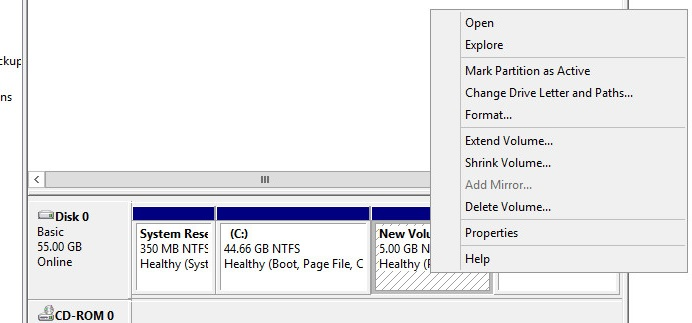 Open
Explore
ckup
ns
Mark Partition as Active
Change Drive Letter and Paths...
Format...
Extend Volume...
Shrink Volume...
Add Mirror...
Delete Volume...
Properties
Help
Disk 0
Basic
55.00 GB
Online
System Rese
350 MB NTFS
Healthy (Syst
(C:)
44.66 GB NTFS
Healthy (Boot, Page File, C
New Volu
5.00 GB N
Healthy (
CD-ROM 0